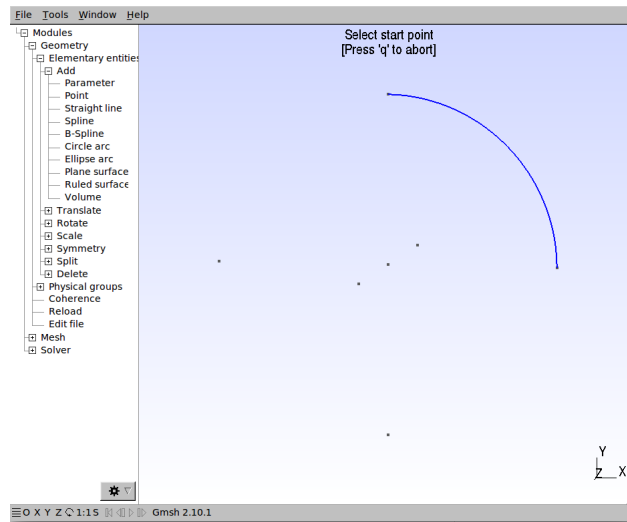 File Tools Window Help
Modules
Geometry
Elementary entities
Add
Parameter
Point
Straight line
Spline
B-Spline
Circle arc
Ellipse arc
Plane surface
Ruled surface
Volume
Translate
Rotate
Scale
Symmetry
Split
Delete
Physical groups
Coherence
Reload
Edit file
Mesh
Solver
Select start point
[Press 'q' to abort]
Y
Z X
O X Y Z 1:1 S Gmsh 2.10.1